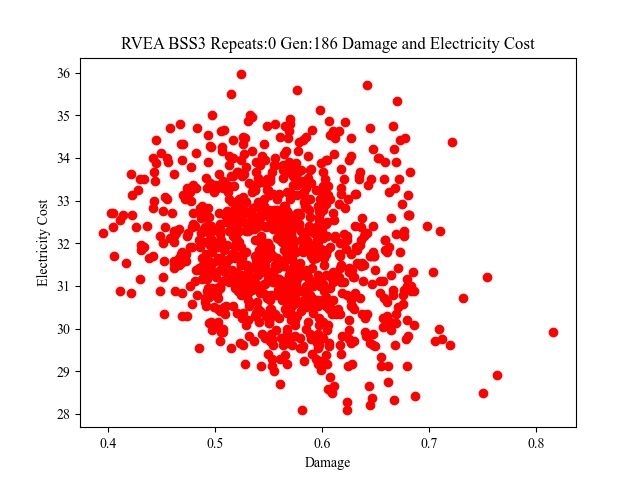 RVEA BSS3 Repeats:0 Gen:186 Damage and Electricity Cost
36
35
34
33
32
31
30
29
28
Electricity Cost
0.4 0.5 0.6 0.7 0.8
Damage